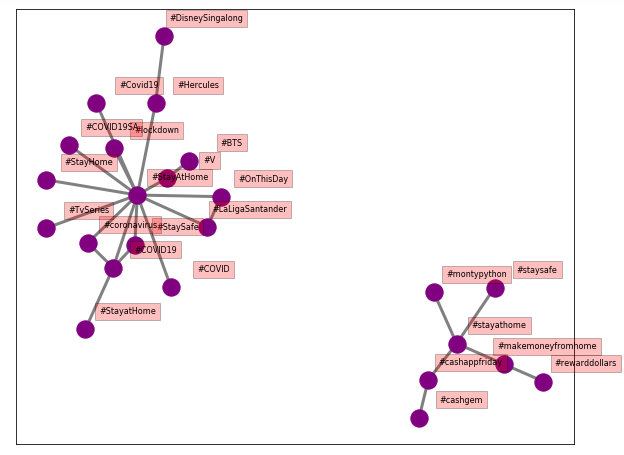 #DisneySingalong
#Covid19
#Hercules
#COVID19SA
#lockdown
#BTS
#StayHome
#V
#StayAtHome
#OnThisDay
#TvSeries
#LaLigaSantander
#coronavirus
#StaySafe
#COVID19
#COVID
#StayatHome
#montypython
#staysafe
#stayathome
#makemoneyfromhome
#cashappfriday
#rewarddollars
#cashgem